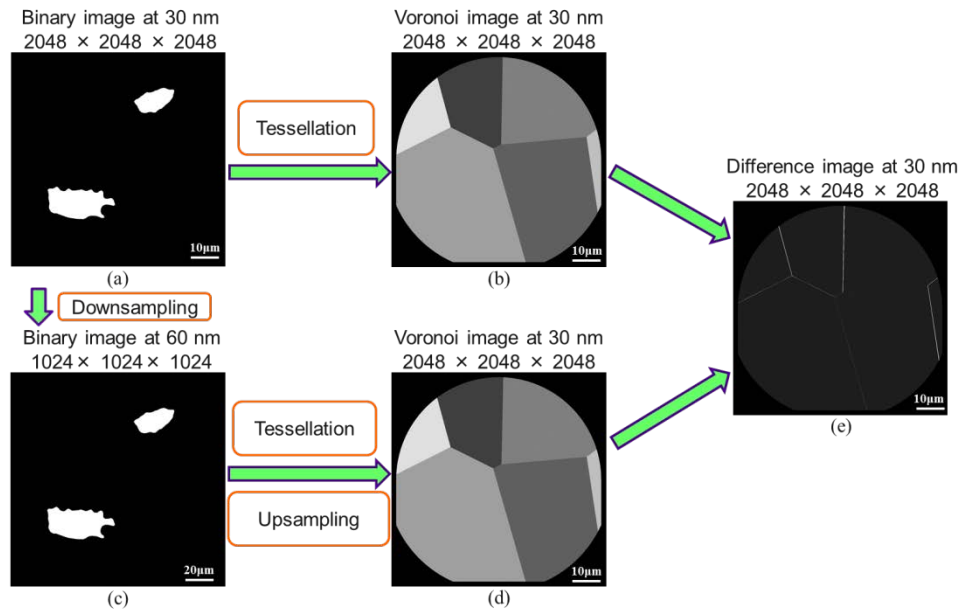 Binary image at 30 nm
2048 × 2048 × 2048
10μm
(a)
Tessellation
Voronoi image at 30 nm
2048 × 2048 × 2048
10μm
(b)
Difference image at 30 nm
2048 × 2048 × 2048
10μm
(e)
Downsampling
Binary image at 60 nm
1024 × 1024 × 1024
20μm
(c)
Tessellation
Upsampling
Voronoi image at 30 nm
2048 × 2048 × 2048
10μm
(d)